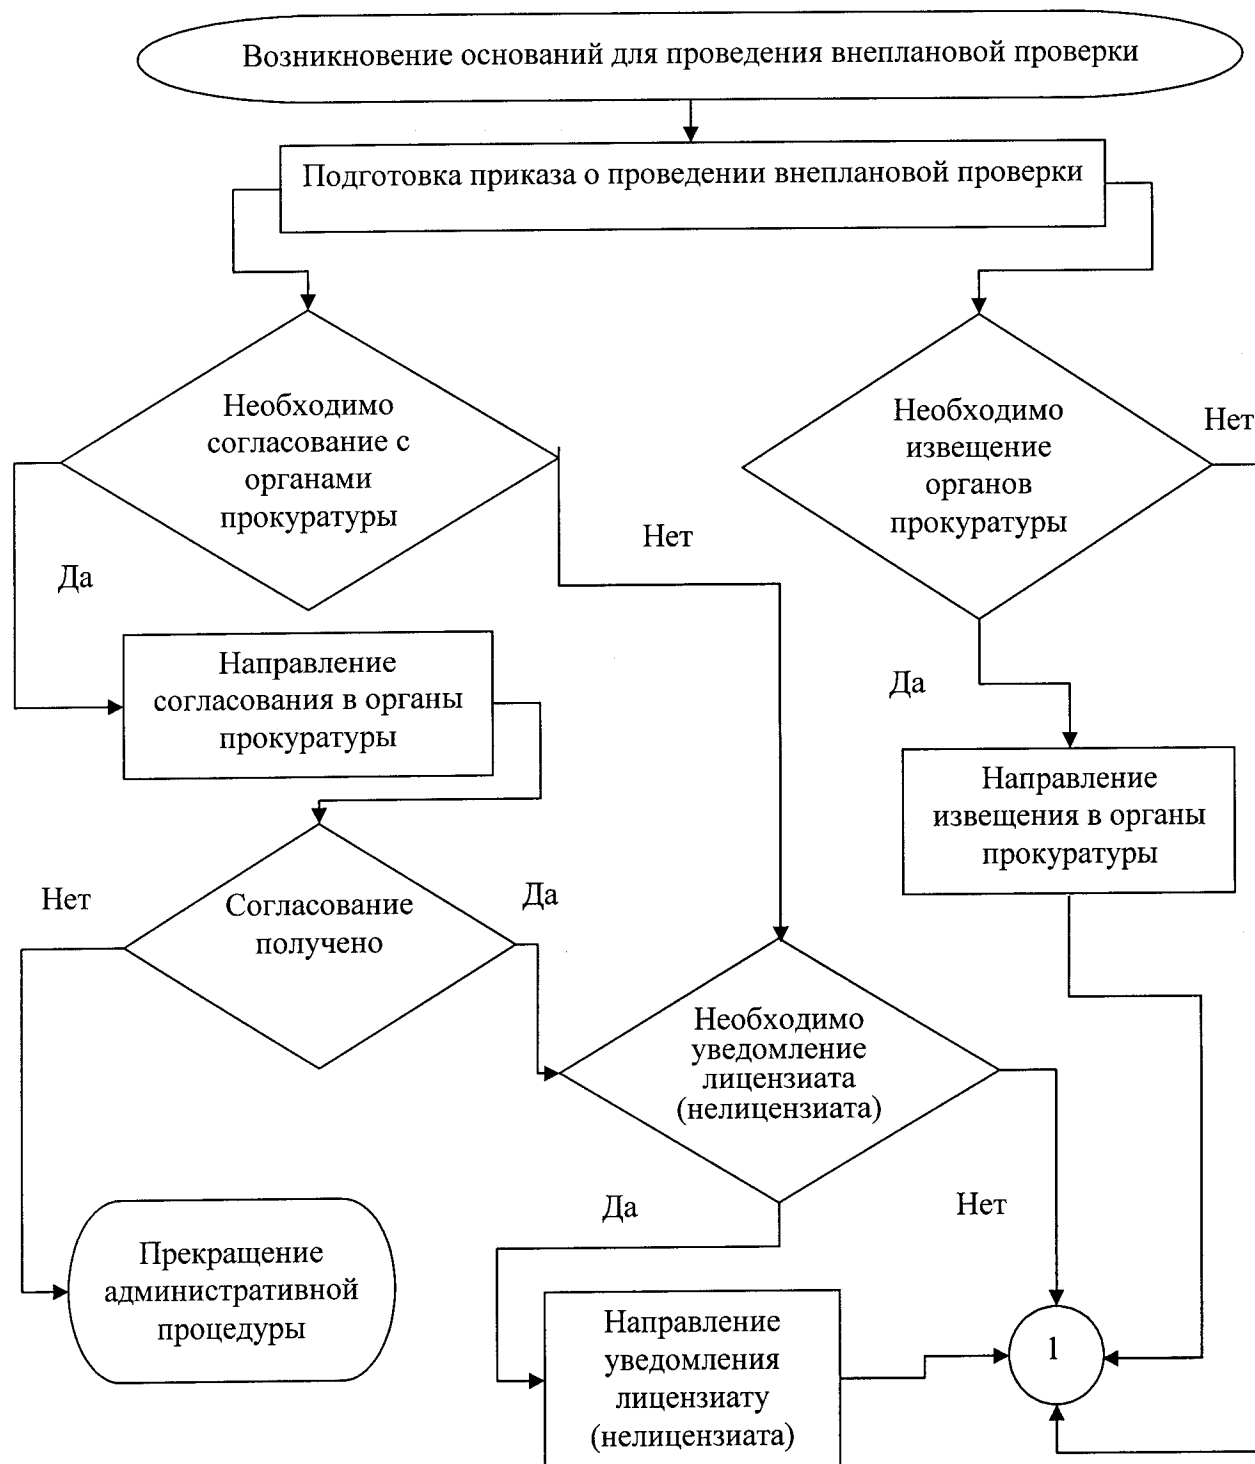 Возникновение оснований для проведения внеплановой проверки
Подготовка приказа о проведении внеплановой проверки
Необходимо
согласование с
органами
прокуратуры
Необходимо
извещение
органов
прокуратуры
Нет
Нет
Да
Направление
согласования в органы
прокуратуры
Да
Направление
извещения в органы
прокуратуры
Нет
Согласование
получено
Да
Необходимо
уведомление
лицензиата
(нелицензиата)
Да
Нет
Прекращение
административной
процедуры
Направление
уведомления
лицензиату
(нелицензиата)
1